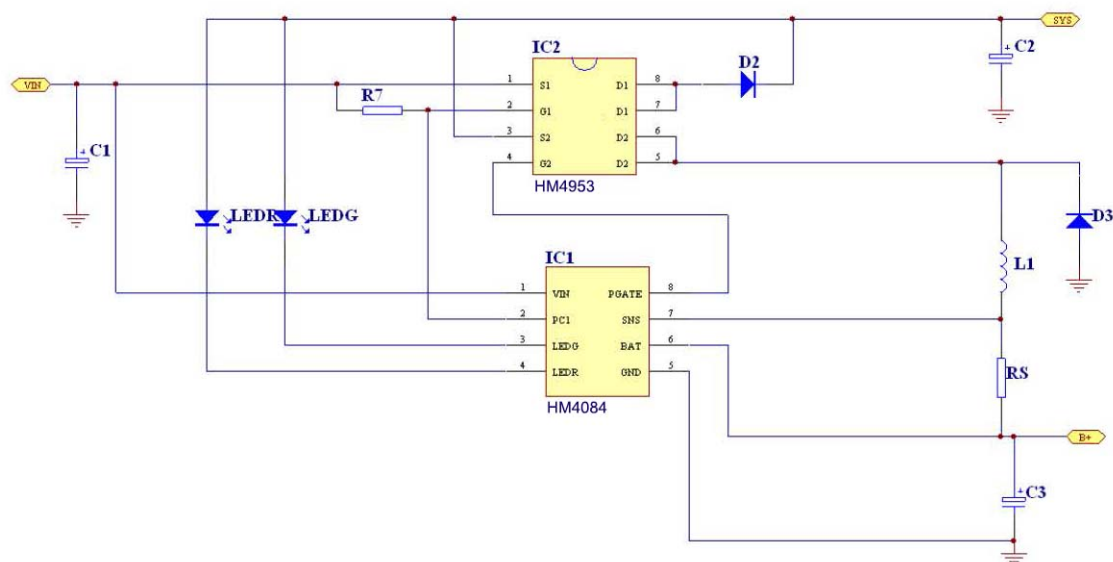 SYS
C2
IC2
D2
VIN
1 S1 D1 8
R7
2 G1 D1 7
3 S2 D2 6
C1
4 G2 D2 5
HM4953
LEDR LEDG D3
IC1
L1
1 VIN PGATE 8
2 PC1 SNS 7
3 LEDG BAT 6
4 LEDR GND 5
RS
HM4084
B+
C3